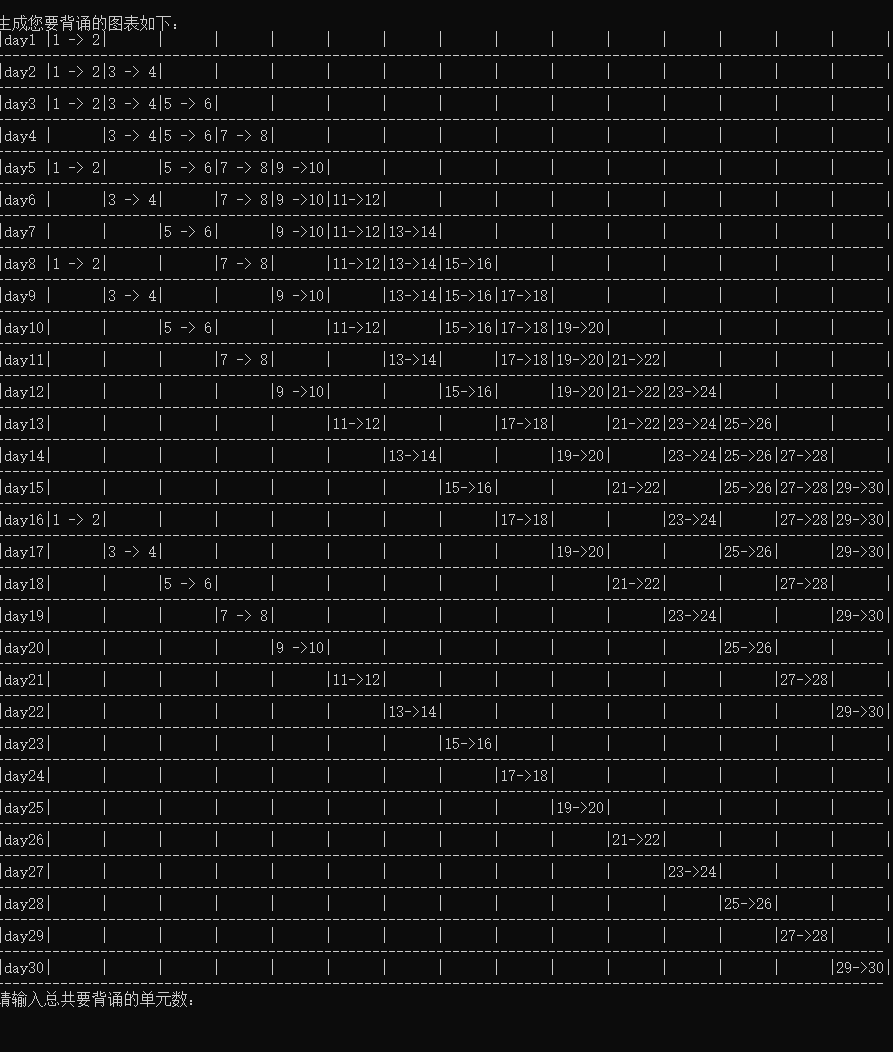 生成您要背诵的图表如下:
|day1 |1 -> 2|      |      |      |      |      |      |      |      |      |      |      |      |      |      |
|day2 |1 -> 2|3 -> 4|      |      |      |      |      |      |      |      |      |      |      |      |      |
|day3 |1 -> 2|3 -> 4|5 -> 6|      |      |      |      |      |      |      |      |      |      |      |      |
|day4 |      |3 -> 4|5 -> 6|7 -> 8|      |      |      |      |      |      |      |      |      |      |      |
|day5 |1 -> 2|      |5 -> 6|7 -> 8|9 ->10|      |      |      |      |      |      |      |      |      |      |
|day6 |      |3 -> 4|      |7 -> 8|9 ->10|11->12|      |      |      |      |      |      |      |      |      |
|day7 |      |      |5 -> 6|      |9 ->10|11->12|13->14|      |      |      |      |      |      |      |      |
|day8 |1 -> 2|      |      |7 -> 8|      |11->12|13->14|15->16|      |      |      |      |      |      |      |
|day9 |      |3 -> 4|      |      |9 ->10|      |13->14|15->16|17->18|      |      |      |      |      |      |
|day10|      |      |5 -> 6|      |      |11->12|      |15->16|17->18|19->20|      |      |      |      |      |
|day11|      |      |      |7 -> 8|      |      |13->14|      |17->18|19->20|21->22|      |      |      |      |
|day12|      |      |      |      |9 ->10|      |      |15->16|      |19->20|21->22|23->24|      |      |      |
|day13|      |      |      |      |      |11->12|      |      |17->18|      |21->22|23->24|25->26|      |      |
|day14|      |      |      |      |      |      |13->14|      |      |19->20|      |23->24|25->26|27->28|      |
|day15|      |      |      |      |      |      |      |15->16|      |      |21->22|      |25->26|27->28|29->30|
|day16|1 -> 2|      |      |      |      |      |      |      |17->18|      |      |23->24|      |27->28|29->30|
|day17|      |3 -> 4|      |      |      |      |      |      |      |19->20|      |      |25->26|      |29->30|
|day18|      |      |5 -> 6|      |      |      |      |      |      |      |21->22|      |      |27->28|      |
|day19|      |      |      |7 -> 8|      |      |      |      |      |      |      |23->24|      |      |29->30|
|day20|      |      |      |      |9 ->10|      |      |      |      |      |      |      |25->26|      |      |
|day21|      |      |      |      |      |11->12|      |      |      |      |      |      |      |27->28|      |
|day22|      |      |      |      |      |      |13->14|      |      |      |      |      |      |      |29->30|
|day23|      |      |      |      |      |      |      |15->16|      |      |      |      |      |      |      |
|day24|      |      |      |      |      |      |      |      |17->18|      |      |      |      |      |      |
|day25|      |      |      |      |      |      |      |      |      |19->20|      |      |      |      |      |
|day26|      |      |      |      |      |      |      |      |      |      |21->22|      |      |      |      |
|day27|      |      |      |      |      |      |      |      |      |      |      |23->24|      |      |      |
|day28|      |      |      |      |      |      |      |      |      |      |      |      |25->26|      |      |
|day29|      |      |      |      |      |      |      |      |      |      |      |      |      |27->28|      |
|day30|      |      |      |      |      |      |      |      |      |      |      |      |      |      |29->30|
请输入总共要背诵的单元数: